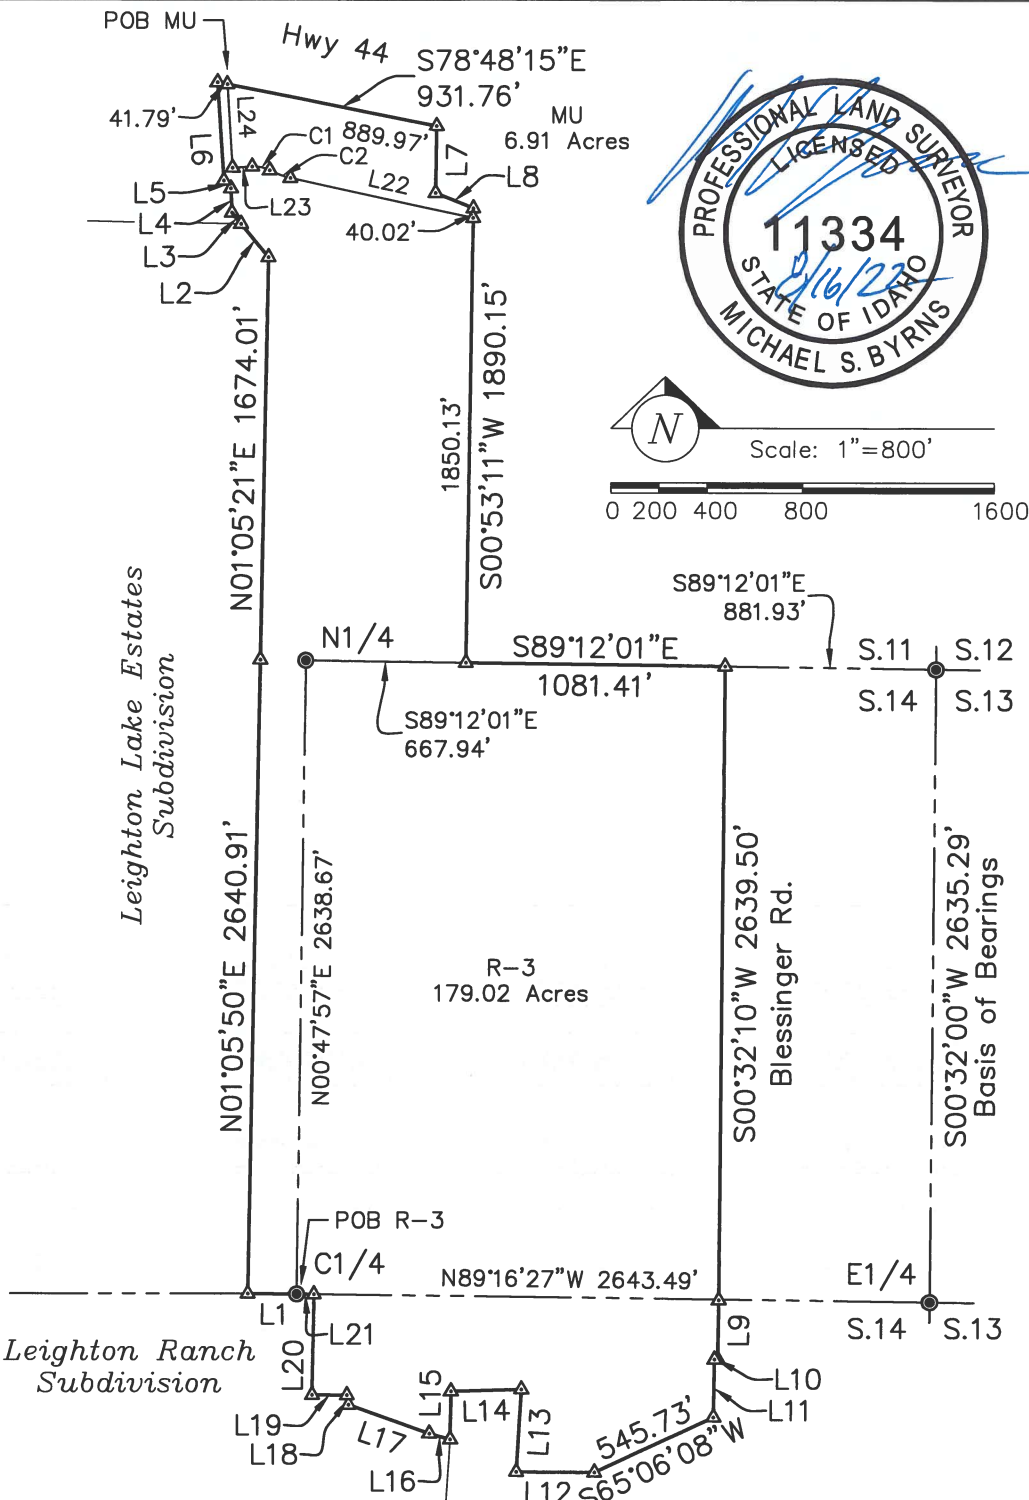 POB MU
Hwy 44
S78°48'15"E
931.76'
41.79'
L24
C1
889.97'
C2
MU
6.91 Acres
L6
L7
L8
L5
L23
L22
L4
40.02'
L3
L2
PROFESSIONAL LAND SURVEYOR
LICENSED
11334
STATE OF IDAHO
MICHAEL S. BYRNS
N
Scale: 1"=800'
0 200 400 800 1600
N01°05'21"E 1674.01'
1850.13'
S00°53'11"W 1890.15'
Leighton Lake Estates
Subdivision
N1/4
S89°12'01"E
1081.41'
S89°12'01"E
881.93'
S.11 S.12
S.14 S.13
S89°12'01"E
667.94'
N01°05'50"E 2640.91'
N00°47'57"E 2638.67'
R-3
179.02 Acres
S00°32'10"W 2639.50'
Blessinger Rd.
S00°32'00"W 2635.29'
Basis of Bearings
POB R-3
C1/4
N89°16'27"W 2643.49'
E1/4
S.14 S.13
L1
L21
L9
Leighton Ranch
Subdivision
L20
L10
L11
L19
L18
L17
L16
L15
L14
L13
L12
545.73'
S65°06'08"W